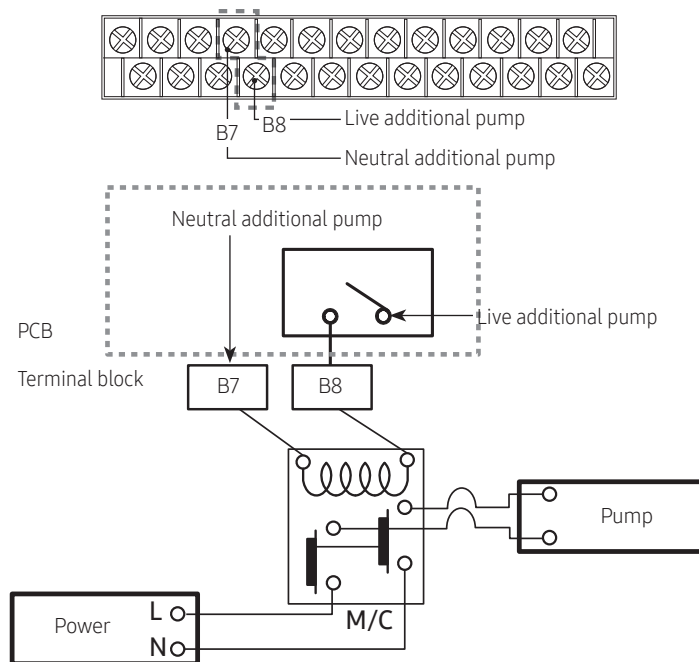 B7
B8
Live additional pump
Neutral additional pump
Neutral additional pump
Live additional pump
PCB
Terminal block
B7
B8
Pump
Power
L
N
M/C